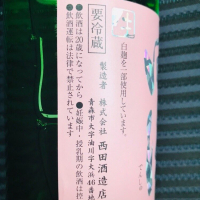 白麹を一部使用しています。
要冷蔵
製造者 株式会社 西田酒造店
青森市大字油川字大浜46番地
●飲酒は20歳になってから●妊娠中・授乳期の飲酒は控
●飲酒運転は法律で禁止されています